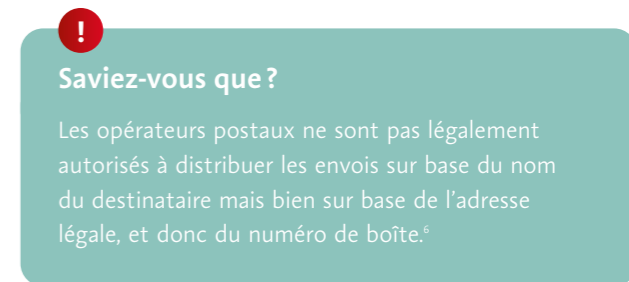 !
Saviez-vous que ?
Les opérateurs postaux ne sont pas légalement
autorisés à distribuer les envois sur base du nom
du destinataire mais bien sur base de l'adresse
légale, et donc du numéro de boîte.⁶